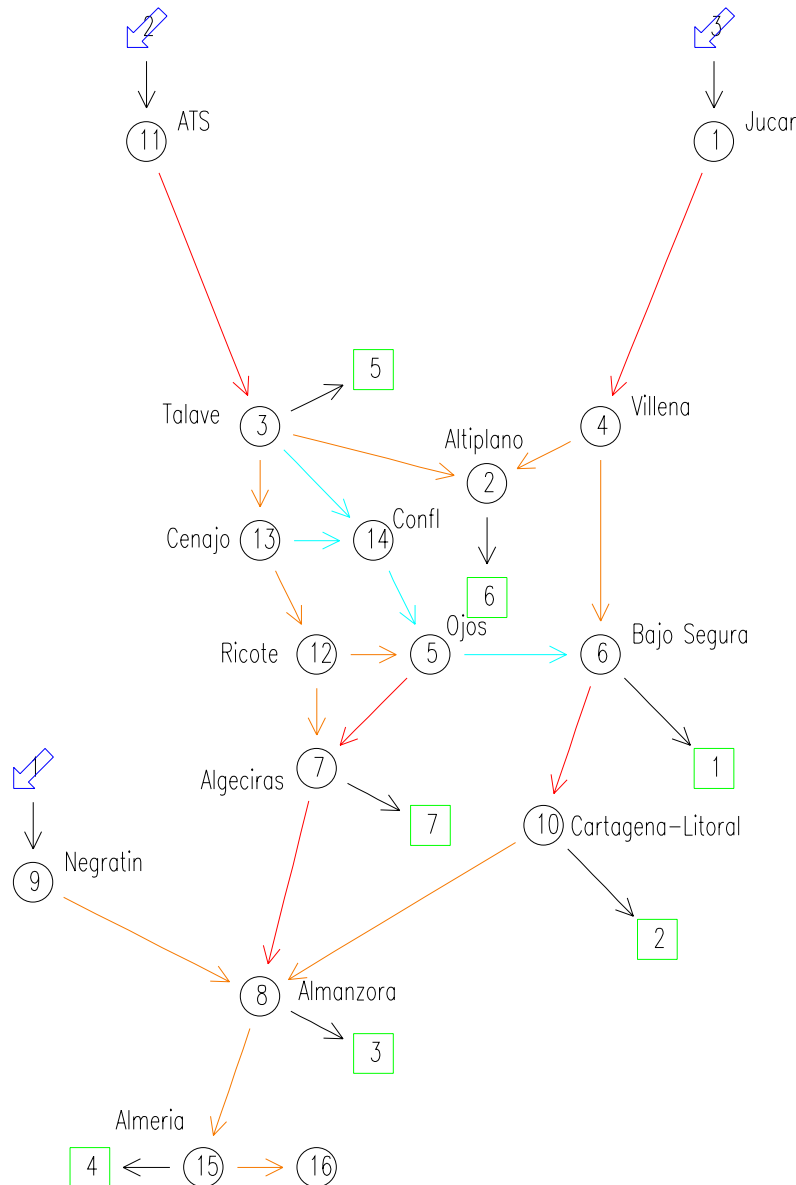 2
3
ATS
11
Jucar
1
5
Talave
3
Villena
4
Altiplano
2
Cenajo
13
Confl
14
6
Ojos
Ricote
12
5
Bajo Segura
6
1
Algeciras
7
1
7
10
Cartagena-Litoral
Negratin
9
2
8
Almanzora
3
Almeria
4
15
16